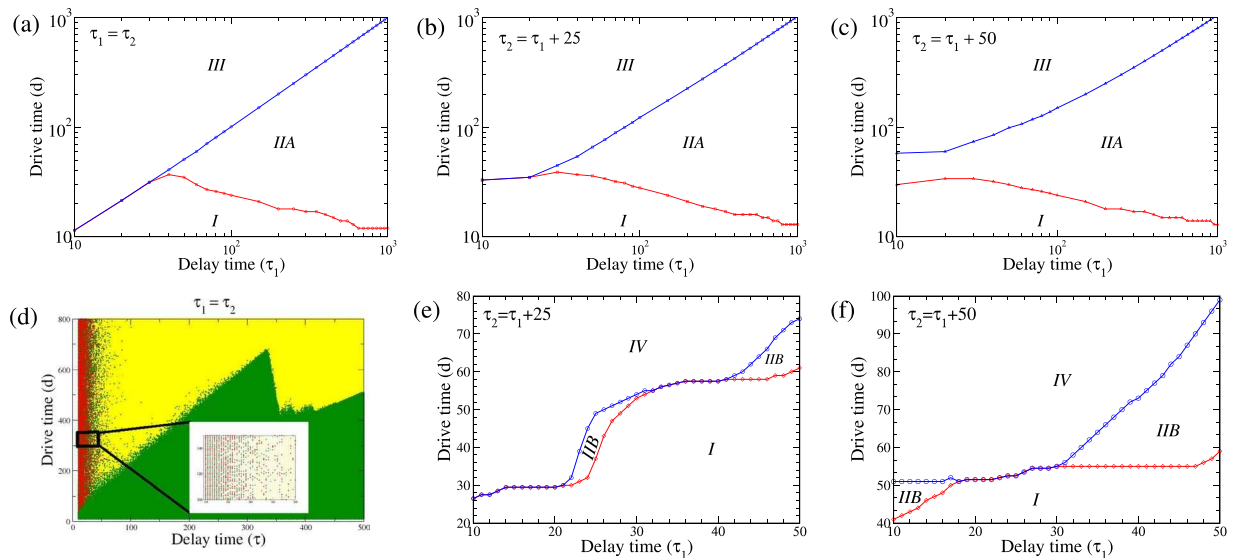 (a)
τ1 = τ2
III
IIA
I
10^3
10^2
10
10
10^2
10^3
Drive time (d)
Delay time (τ1)
(b)
τ2 = τ1 + 25
III
IIA
I
10^3
10^2
10
10
10^2
10^3
Drive time (d)
Delay time (τ1)
(c)
τ2 = τ1 + 50
III
IIA
I
10^3
10^2
10
10
10^2
10^3
Drive time (d)
Delay time (τ1)
(d)
τ1 = τ2
800
600
400
200
0
0
100
200
300
400
500
Drive time (d)
Delay time (τ)
(e)
τ2=τ1+25
IV
IIB
IIB
I
80
70
60
50
40
30
20
10
20
30
40
50
Drive time (d)
Delay time (τ1)
(f)
τ2=τ1+50
IV
IIB
IIB
I
100
90
80
70
60
50
40
10
20
30
40
50
Drive time (d)
Delay time (τ1)